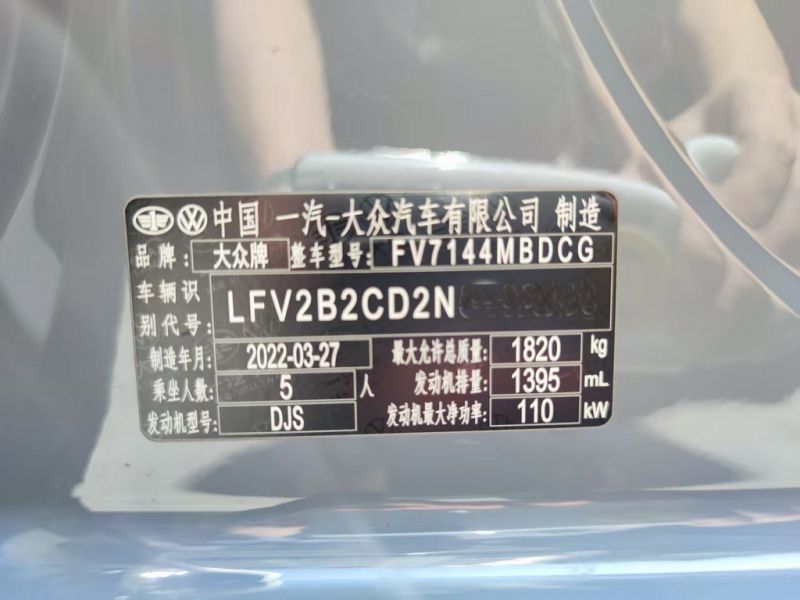 中国 一汽-大众汽车有限公司 制造
品牌: 大众牌 整车型号: FV7144MBDCG
车辆识别代号: LFV2B2CD2N
制造年月: 2022-03-27 最大允许总质量: 1820 kg
乘坐人数: 5 人 发动机排量: 1395 mL
发动机型号: DJS 发动机最大净功率: 110 kW